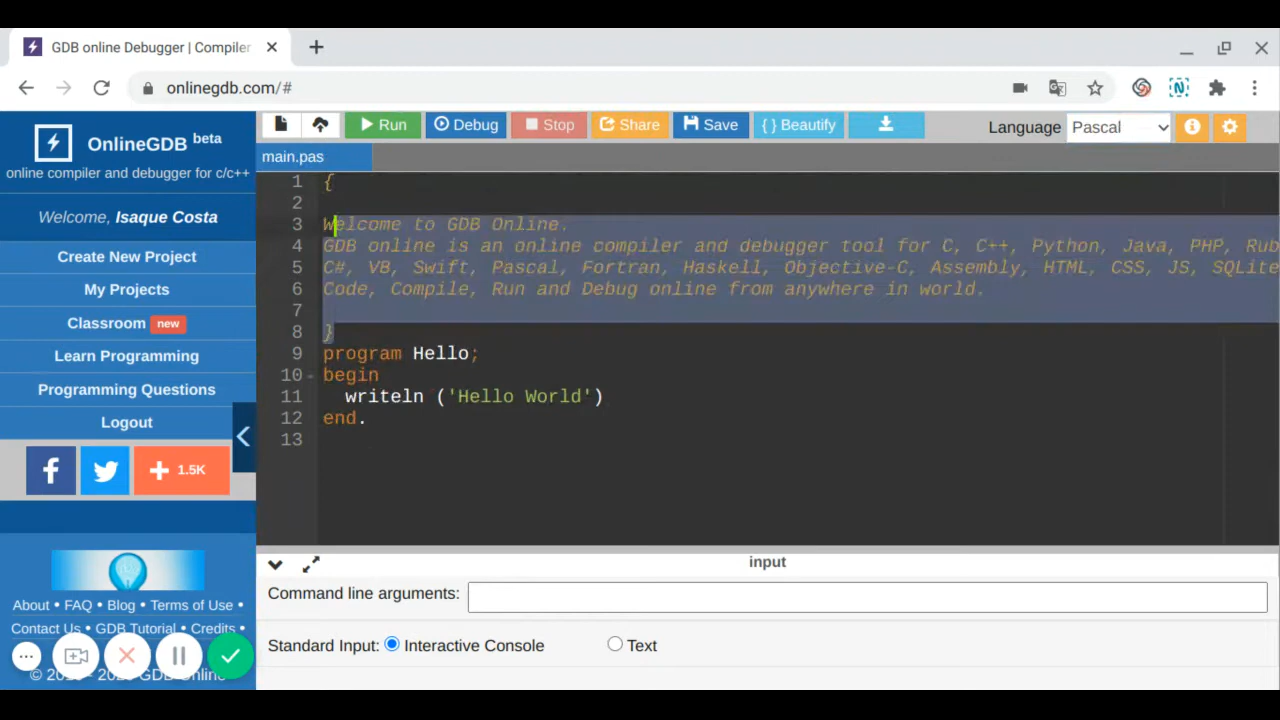 GDB online Debugger | Compiler
onlinegdb.com/#
OnlineGDB beta
online compiler and debugger for c/c++
Welcome, Isaque Costa
Create New Project
My Projects
Classroom new
Learn Programming
Programming Questions
Logout
1.5K
About • FAQ • Blog • Terms of Use •
Contact Us • GDB Tutorial • Credits •
GDB Online
Run Debug Stop Share Save { } Beautify Language Pascal
main.pas
1 {
2
3 Welcome to GDB Online.
4 GDB online is an online compiler and debugger tool for C, C++, Python, Java, PHP, Rub
5 C#, VB, Swift, Pascal, Fortran, Haskell, Objective-C, Assembly, HTML, CSS, JS, SQLite
6 Code, Compile, Run and Debug online from anywhere in world.
7
8 }
9 program Hello;
10 begin
11 writeln ('Hello World')
12 end.
13
input
Command line arguments:
Standard Input: Interactive Console Text